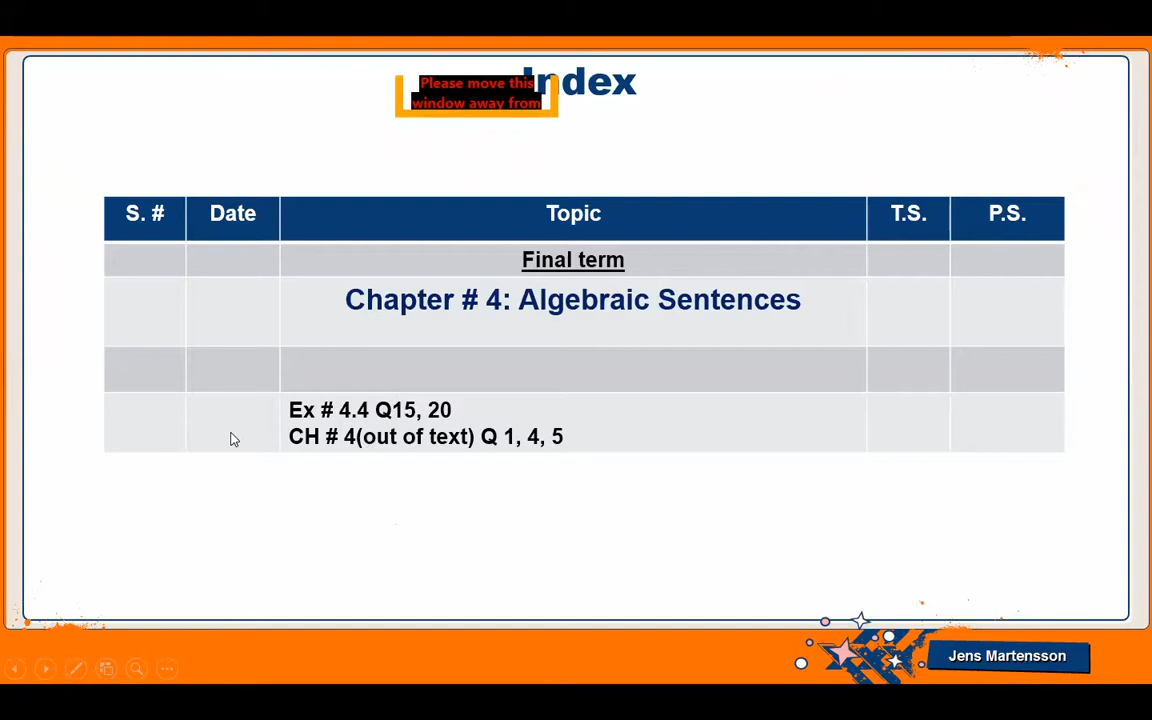 Index
Please move this
window away from
S. # Date Topic T.S. P.S.
Final term
Chapter # 4: Algebraic Sentences
Ex # 4.4 Q15, 20
CH # 4(out of text) Q 1, 4, 5
Jens Martensson